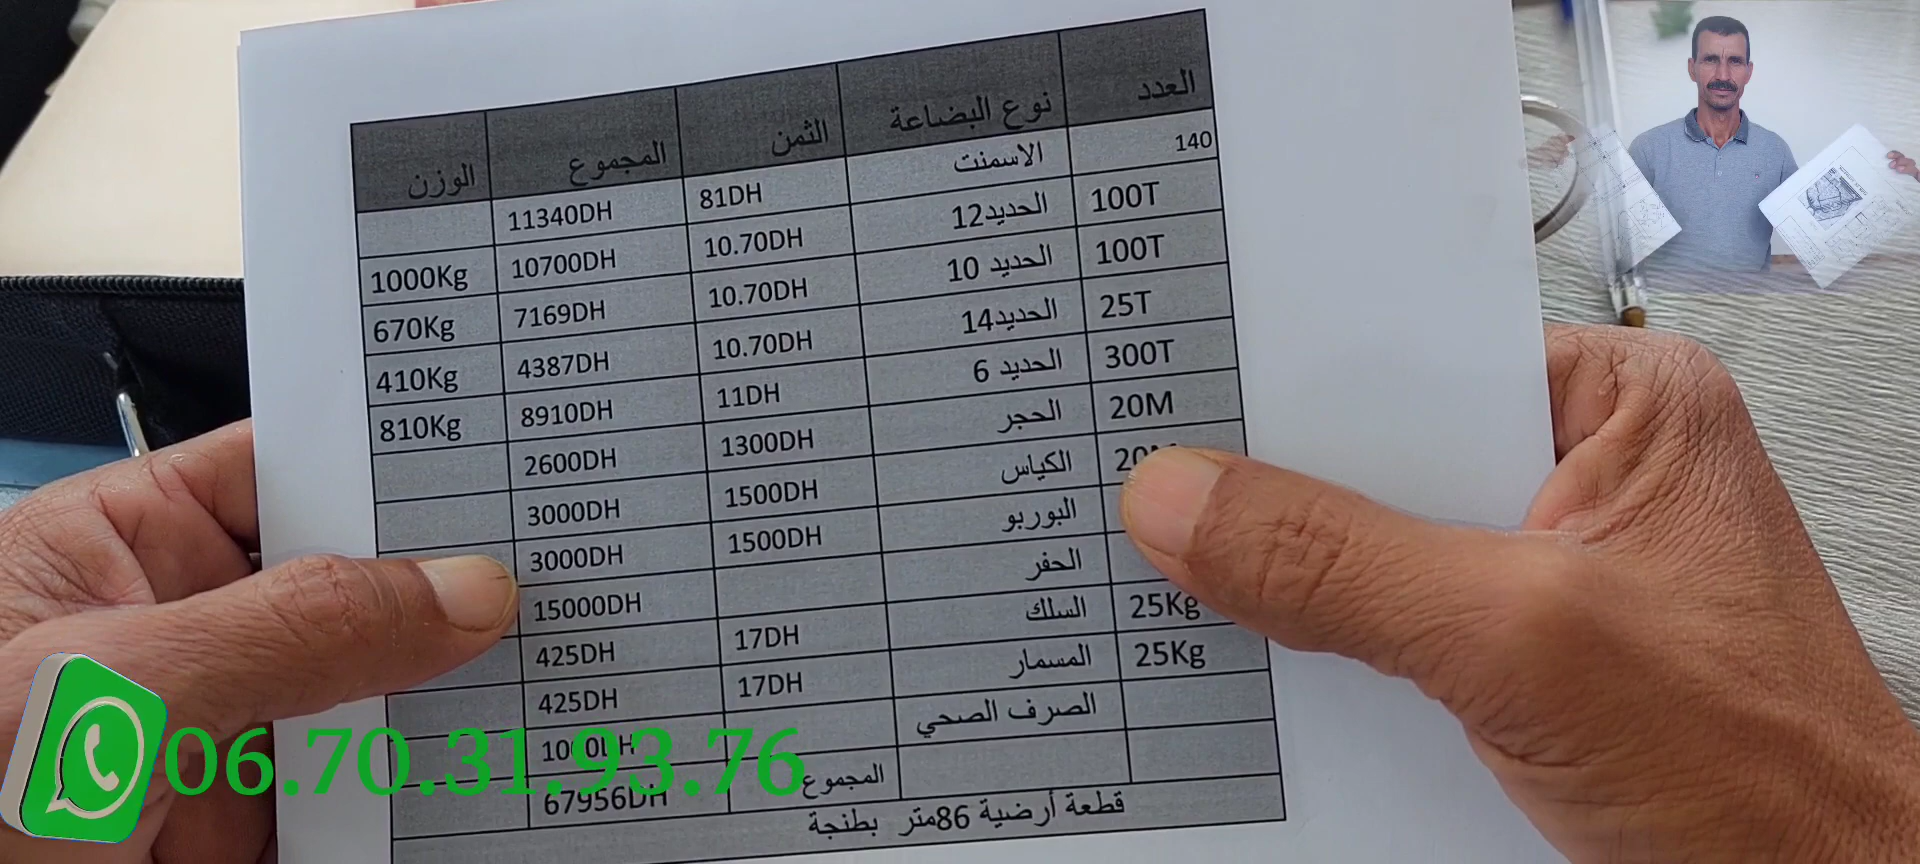 العدد نوع البضاعة الثمن المجموع الوزن
140 الاسمنت 81DH 11340DH
100T الحديد12 10.70DH 10700DH 1000Kg
100T الحديد 10 10.70DH 7169DH 670Kg
25T الحديد14 10.70DH 4387DH 410Kg
300T الحديد 6 11DH 8910DH 810Kg
20M الحجر 1300DH 2600DH
الكياس 1500DH 3000DH
البوربو 1500DH 3000DH
الحفر 15000DH
25Kg السلك 17DH 425DH
25Kg المسمار 17DH 425DH
الصرف الصحي
المجموع 67956DH
قطعة أرضية 86متر بطنجة
06.70.31.93.76